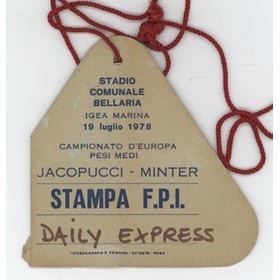 STADIO
COMUNALE
BELLARIA
IGEA MARINA
19 luglio 1978
CAMPIONATO D'EUROPA
PESI MEDI
JACOPUCCI - MINTER
STAMPA F.P.I.
DAILY EXPRESS